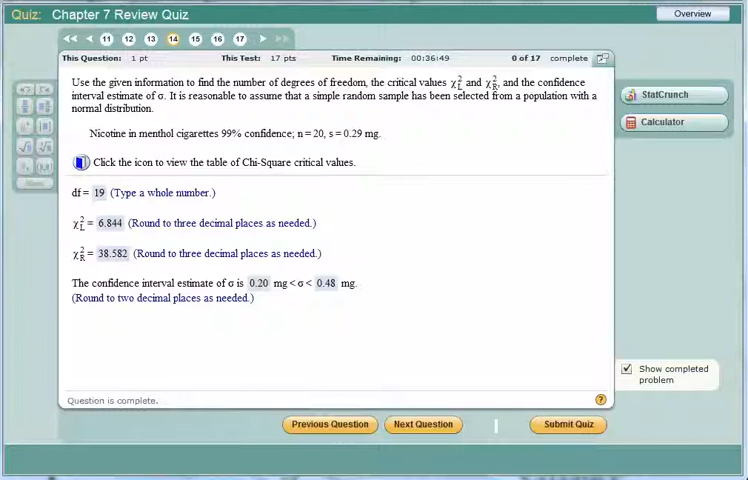 Quiz: Chapter 7 Review Quiz
Overview
11 12 13 14 15 16 17
This Question: 1 pt This Test: 17 pts Time Remaining: 00:36:49 0 of 17 complete
Use the given information to find the number of degrees of freedom, the critical values χ²L and χ²R, and the confidence
interval estimate of σ. It is reasonable to assume that a simple random sample has been selected from a population with a
normal distribution.
Nicotine in menthol cigarettes 99% confidence; n = 20, s = 0.29 mg.
Click the icon to view the table of Chi-Square critical values.
df = 19 (Type a whole number.)
χ²L = 6.844 (Round to three decimal places as needed.)
χ²R = 38.582 (Round to three decimal places as needed.)
The confidence interval estimate of σ is 0.20 mg < σ < 0.48 mg.
(Round to two decimal places as needed.)
StatCrunch
Calculator
Show completed
problem
Question is complete.
?
Previous Question Next Question Submit Quiz